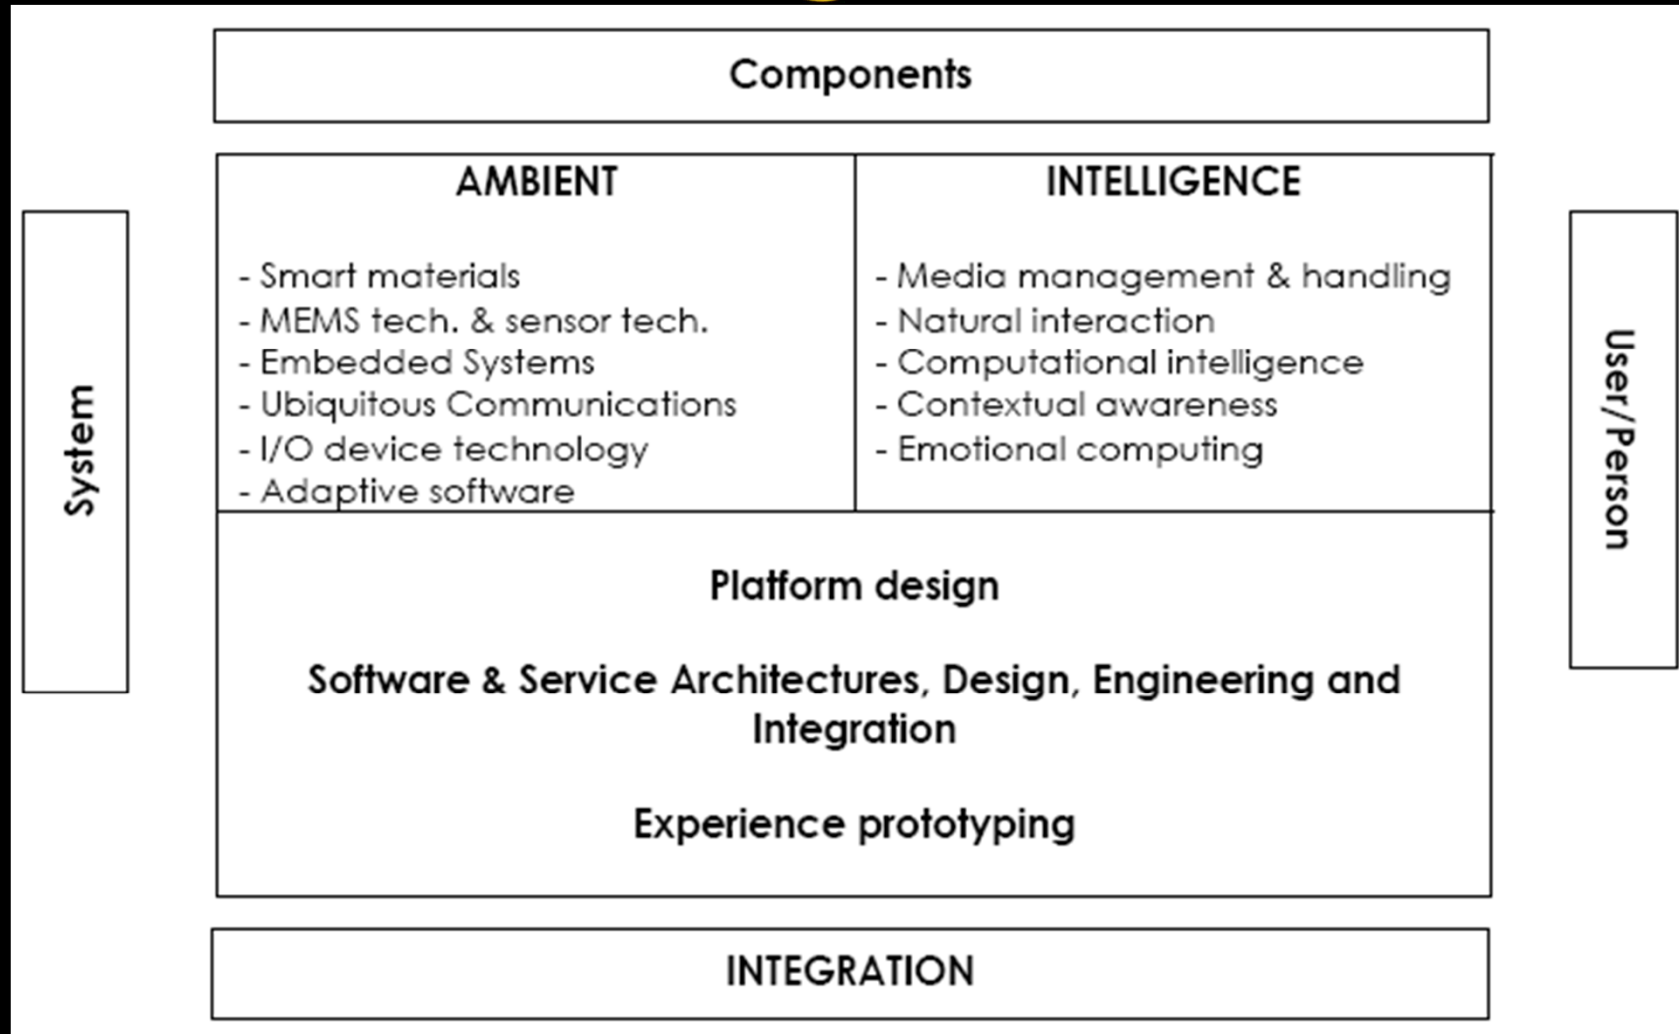 Components
AMBIENT
- Smart materials
- MEMS tech. & sensor tech.
- Embedded Systems
- Ubiquitous Communications
- I/O device technology
- Adaptive software
INTELLIGENCE
- Media management & handling
- Natural interaction
- Computational intelligence
- Contextual awareness
- Emotional computing
System
User/Person
Platform design
Software & Service Architectures, Design, Engineering and
Integration
Experience prototyping
INTEGRATION